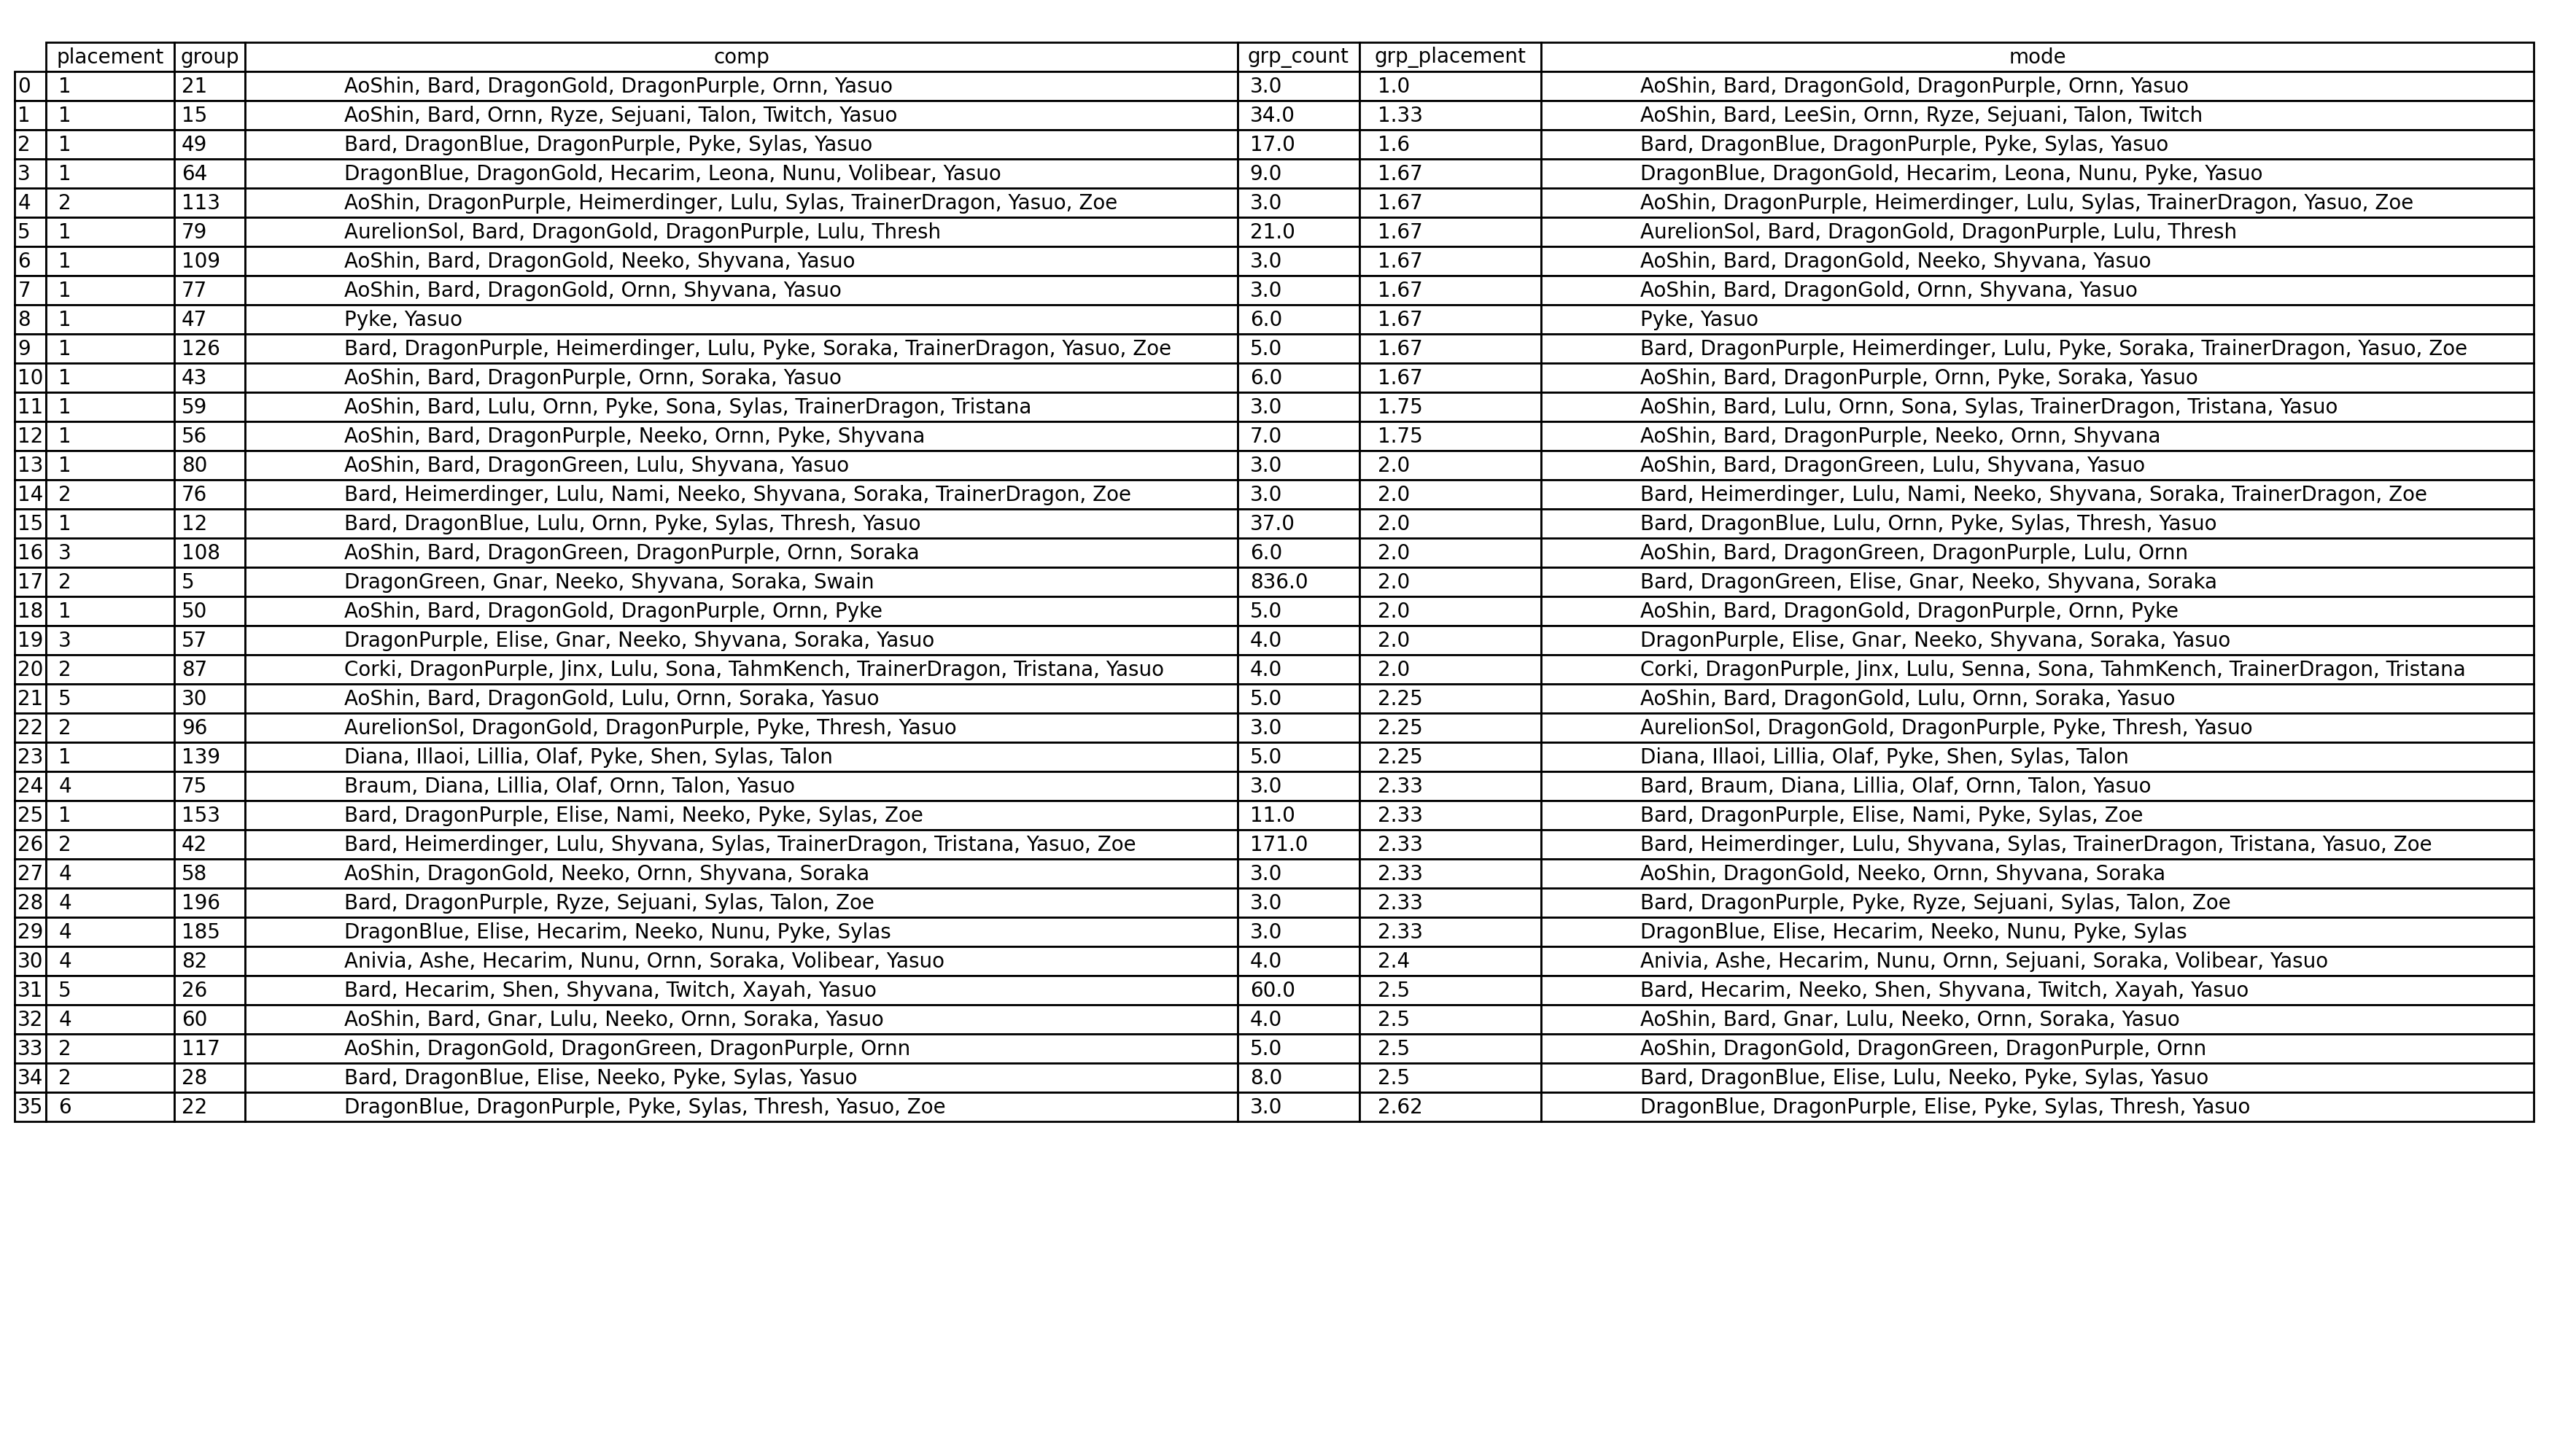 placement group comp grp_count grp_placement mode
0 1 21 AoShin, Bard, DragonGold, DragonPurple, Ornn, Yasuo 3.0 1.0 AoShin, Bard, DragonGold, DragonPurple, Ornn, Yasuo
1 1 15 AoShin, Bard, Ornn, Ryze, Sejuani, Talon, Twitch, Yasuo 34.0 1.33 AoShin, Bard, LeeSin, Ornn, Ryze, Sejuani, Talon, Twitch
2 1 49 Bard, DragonBlue, DragonPurple, Pyke, Sylas, Yasuo 17.0 1.6 Bard, DragonBlue, DragonPurple, Pyke, Sylas, Yasuo
3 1 64 DragonBlue, DragonGold, Hecarim, Leona, Nunu, Volibear, Yasuo 9.0 1.67 DragonBlue, DragonGold, Hecarim, Leona, Nunu, Pyke, Yasuo
4 2 113 AoShin, DragonPurple, Heimerdinger, Lulu, Sylas, TrainerDragon, Yasuo, Zoe 3.0 1.67 AoShin, DragonPurple, Heimerdinger, Lulu, Sylas, TrainerDragon, Yasuo, Zoe
5 1 79 AurelionSol, Bard, DragonGold, DragonPurple, Lulu, Thresh 21.0 1.67 AurelionSol, Bard, DragonGold, DragonPurple, Lulu, Thresh
6 1 109 AoShin, Bard, DragonGold, Neeko, Shyvana, Yasuo 3.0 1.67 AoShin, Bard, DragonGold, Neeko, Shyvana, Yasuo
7 1 77 AoShin, Bard, DragonGold, Ornn, Shyvana, Yasuo 3.0 1.67 AoShin, Bard, DragonGold, Ornn, Shyvana, Yasuo
8 1 47 Pyke, Yasuo 6.0 1.67 Pyke, Yasuo
9 1 126 Bard, DragonPurple, Heimerdinger, Lulu, Pyke, Soraka, TrainerDragon, Yasuo, Zoe 5.0 1.67 Bard, DragonPurple, Heimerdinger, Lulu, Pyke, Soraka, TrainerDragon, Yasuo, Zoe
10 1 43 AoShin, Bard, DragonPurple, Ornn, Soraka, Yasuo 6.0 1.67 AoShin, Bard, DragonPurple, Ornn, Pyke, Soraka, Yasuo
11 1 59 AoShin, Bard, Lulu, Ornn, Pyke, Sona, Sylas, TrainerDragon, Tristana 3.0 1.75 AoShin, Bard, Lulu, Ornn, Sona, Sylas, TrainerDragon, Tristana, Yasuo
12 1 56 AoShin, Bard, DragonPurple, Neeko, Ornn, Pyke, Shyvana 7.0 1.75 AoShin, Bard, DragonPurple, Neeko, Ornn, Shyvana
13 1 80 AoShin, Bard, DragonGreen, Lulu, Shyvana, Yasuo 3.0 2.0 AoShin, Bard, DragonGreen, Lulu, Shyvana, Yasuo
14 2 76 Bard, Heimerdinger, Lulu, Nami, Neeko, Shyvana, Soraka, TrainerDragon, Zoe 3.0 2.0 Bard, Heimerdinger, Lulu, Nami, Neeko, Shyvana, Soraka, TrainerDragon, Zoe
15 1 12 Bard, DragonBlue, Lulu, Ornn, Pyke, Sylas, Thresh, Yasuo 37.0 2.0 Bard, DragonBlue, Lulu, Ornn, Pyke, Sylas, Thresh, Yasuo
16 3 108 AoShin, Bard, DragonGreen, DragonPurple, Ornn, Soraka 6.0 2.0 AoShin, Bard, DragonGreen, DragonPurple, Lulu, Ornn
17 2 5 DragonGreen, Gnar, Neeko, Shyvana, Soraka, Swain 836.0 2.0 Bard, DragonGreen, Elise, Gnar, Neeko, Shyvana, Soraka
18 1 50 AoShin, Bard, DragonGold, DragonPurple, Ornn, Pyke 5.0 2.0 AoShin, Bard, DragonGold, DragonPurple, Ornn, Pyke
19 3 57 DragonPurple, Elise, Gnar, Neeko, Shyvana, Soraka, Yasuo 4.0 2.0 DragonPurple, Elise, Gnar, Neeko, Shyvana, Soraka, Yasuo
20 2 87 Corki, DragonPurple, Jinx, Lulu, Sona, TahmKench, TrainerDragon, Tristana, Yasuo 4.0 2.0 Corki, DragonPurple, Jinx, Lulu, Senna, Sona, TahmKench, TrainerDragon, Tristana
21 5 30 AoShin, Bard, DragonGold, Lulu, Ornn, Soraka, Yasuo 5.0 2.25 AoShin, Bard, DragonGold, Lulu, Ornn, Soraka, Yasuo
22 2 96 AurelionSol, DragonGold, DragonPurple, Pyke, Thresh, Yasuo 3.0 2.25 AurelionSol, DragonGold, DragonPurple, Pyke, Thresh, Yasuo
23 1 139 Diana, Illaoi, Lillia, Olaf, Pyke, Shen, Sylas, Talon 5.0 2.25 Diana, Illaoi, Lillia, Olaf, Pyke, Shen, Sylas, Talon
24 4 75 Braum, Diana, Lillia, Olaf, Ornn, Talon, Yasuo 3.0 2.33 Bard, Braum, Diana, Lillia, Olaf, Ornn, Talon, Yasuo
25 1 153 Bard, DragonPurple, Elise, Nami, Neeko, Pyke, Sylas, Zoe 11.0 2.33 Bard, DragonPurple, Elise, Nami, Pyke, Sylas, Zoe
26 2 42 Bard, Heimerdinger, Lulu, Shyvana, Sylas, TrainerDragon, Tristana, Yasuo, Zoe 171.0 2.33 Bard, Heimerdinger, Lulu, Shyvana, Sylas, TrainerDragon, Tristana, Yasuo, Zoe
27 4 58 AoShin, DragonGold, Neeko, Ornn, Shyvana, Soraka 3.0 2.33 AoShin, DragonGold, Neeko, Ornn, Shyvana, Soraka
28 4 196 Bard, DragonPurple, Ryze, Sejuani, Sylas, Talon, Zoe 3.0 2.33 Bard, DragonPurple, Pyke, Ryze, Sejuani, Sylas, Talon, Zoe
29 4 185 DragonBlue, Elise, Hecarim, Neeko, Nunu, Pyke, Sylas 3.0 2.33 DragonBlue, Elise, Hecarim, Neeko, Nunu, Pyke, Sylas
30 4 82 Anivia, Ashe, Hecarim, Nunu, Ornn, Soraka, Volibear, Yasuo 4.0 2.4 Anivia, Ashe, Hecarim, Nunu, Ornn, Sejuani, Soraka, Volibear, Yasuo
31 5 26 Bard, Hecarim, Shen, Shyvana, Twitch, Xayah, Yasuo 60.0 2.5 Bard, Hecarim, Neeko, Shen, Shyvana, Twitch, Xayah, Yasuo
32 4 60 AoShin, Bard, Gnar, Lulu, Neeko, Ornn, Soraka, Yasuo 4.0 2.5 AoShin, Bard, Gnar, Lulu, Neeko, Ornn, Soraka, Yasuo
33 2 117 AoShin, DragonGold, DragonGreen, DragonPurple, Ornn 5.0 2.5 AoShin, DragonGold, DragonGreen, DragonPurple, Ornn
34 2 28 Bard, DragonBlue, Elise, Neeko, Pyke, Sylas, Yasuo 8.0 2.5 Bard, DragonBlue, Elise, Lulu, Neeko, Pyke, Sylas, Yasuo
35 6 22 DragonBlue, DragonPurple, Pyke, Sylas, Thresh, Yasuo, Zoe 3.0 2.62 DragonBlue, DragonPurple, Elise, Pyke, Sylas, Thresh, Yasuo